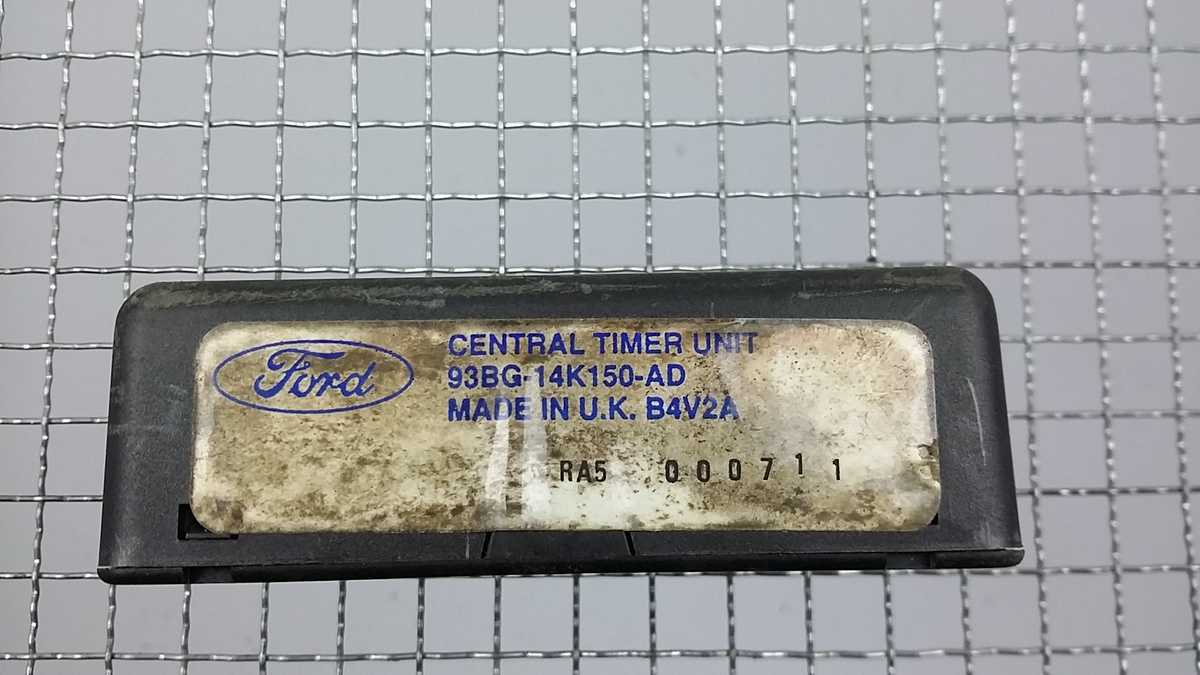 Ford
CENTRAL TIMER UNIT
93BG-14K150-AD
MADE IN U.K. B4V2A
RA5 000711